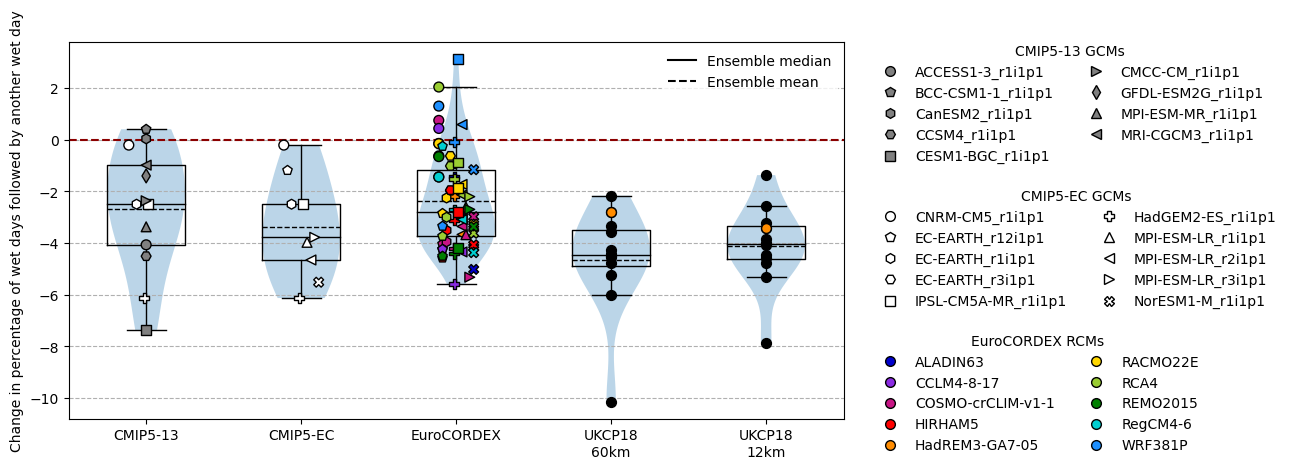 Change in percentage of wet days followed by another wet day
2
0
−2
−4
−6
−8
−10
CMIP5-13
CMIP5-EC
EuroCORDEX
UKCP18
60km
UKCP18
12km
Ensemble median
Ensemble mean
CMIP5-13 GCMs
ACCESS1-3_r1i1p1
BCC-CSM1-1_r1i1p1
CanESM2_r1i1p1
CCSM4_r1i1p1
CESM1-BGC_r1i1p1
CMCC-CM_r1i1p1
GFDL-ESM2G_r1i1p1
MPI-ESM-MR_r1i1p1
MRI-CGCM3_r1i1p1
CMIP5-EC GCMs
CNRM-CM5_r1i1p1
EC-EARTH_r12i1p1
EC-EARTH_r1i1p1
EC-EARTH_r3i1p1
IPSL-CM5A-MR_r1i1p1
HadGEM2-ES_r1i1p1
MPI-ESM-LR_r1i1p1
MPI-ESM-LR_r2i1p1
MPI-ESM-LR_r3i1p1
NorESM1-M_r1i1p1
EuroCORDEX RCMs
ALADIN63
CCLM4-8-17
COSMO-crCLIM-v1-1
HIRHAM5
HadREM3-GA7-05
RACMO22E
RCA4
REMO2015
RegCM4-6
WRF381P